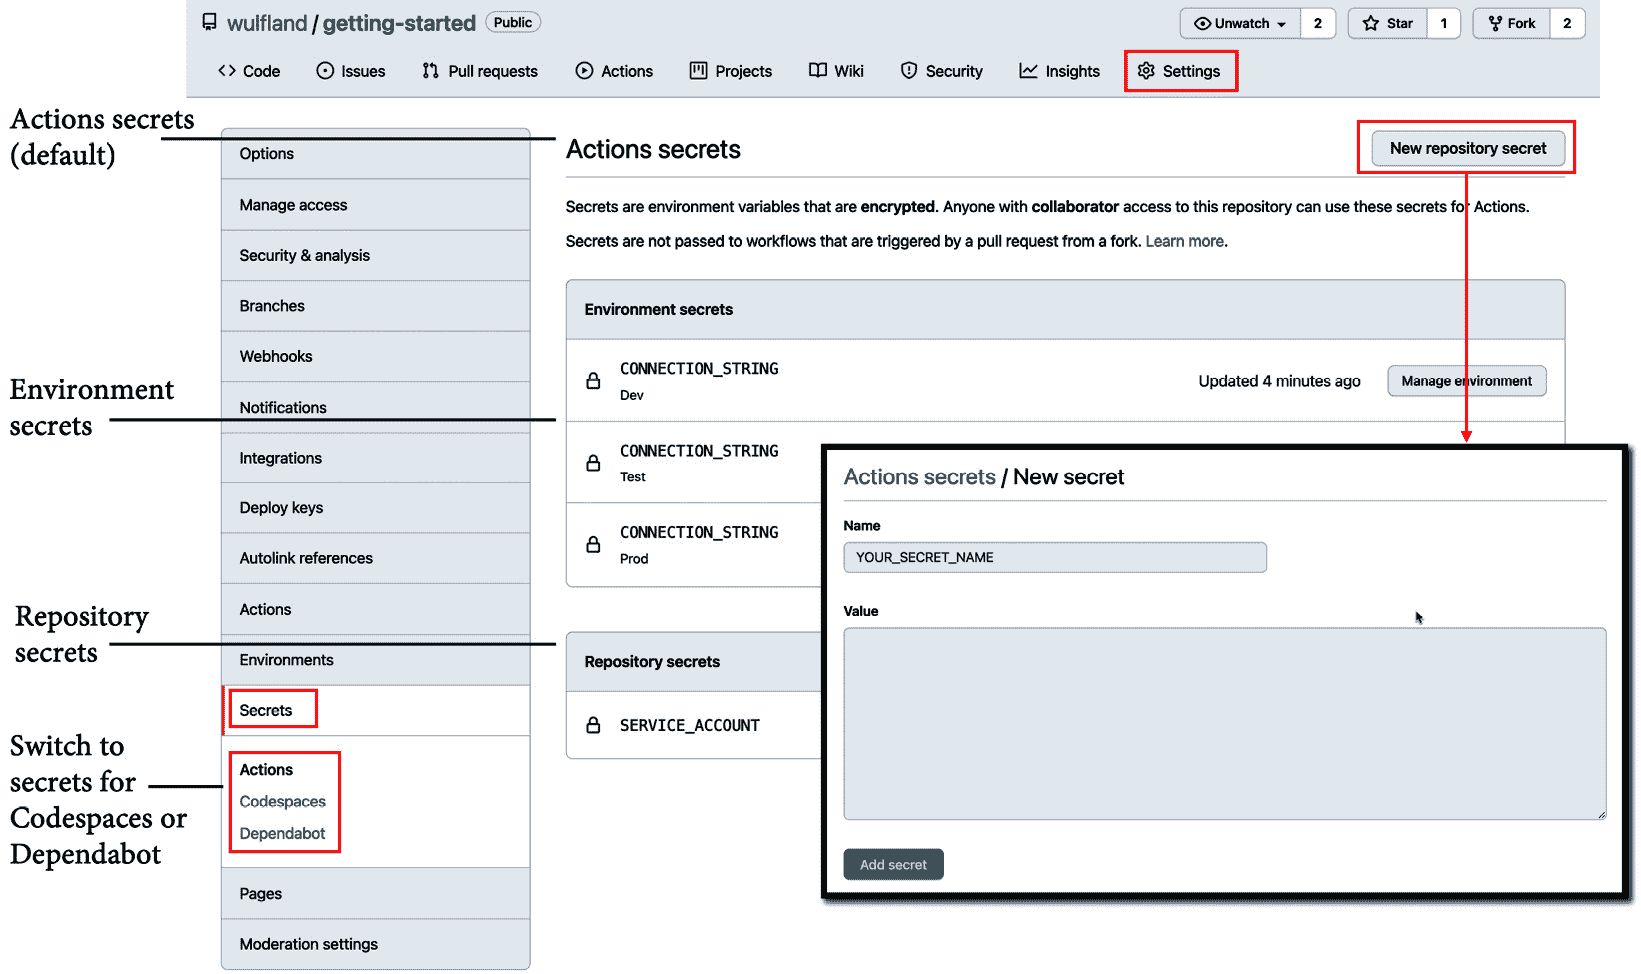 wulfland / getting-started Public
Unwatch 2 Star 1 Fork 2
Code Issues Pull requests Actions Projects Wiki Security Insights Settings
Actions secrets
(default)
Environment
secrets
Repository
secrets
Switch to
secrets for
Codespaces or
Dependabot
Options
Manage access
Security & analysis
Branches
Webhooks
Notifications
Integrations
Deploy keys
Autolink references
Actions
Environments
Secrets
Actions
Codespaces
Dependabot
Pages
Moderation settings
Actions secrets
New repository secret
Secrets are environment variables that are encrypted. Anyone with collaborator access to this repository can use these secrets for Actions.
Secrets are not passed to workflows that are triggered by a pull request from a fork. Learn more.
Environment secrets
CONNECTION_STRING
Dev
Updated 4 minutes ago
Manage environment
CONNECTION_STRING
Test
CONNECTION_STRING
Prod
Repository secrets
SERVICE_ACCOUNT
Actions secrets / New secret
Name
YOUR_SECRET_NAME
Value
Add secret